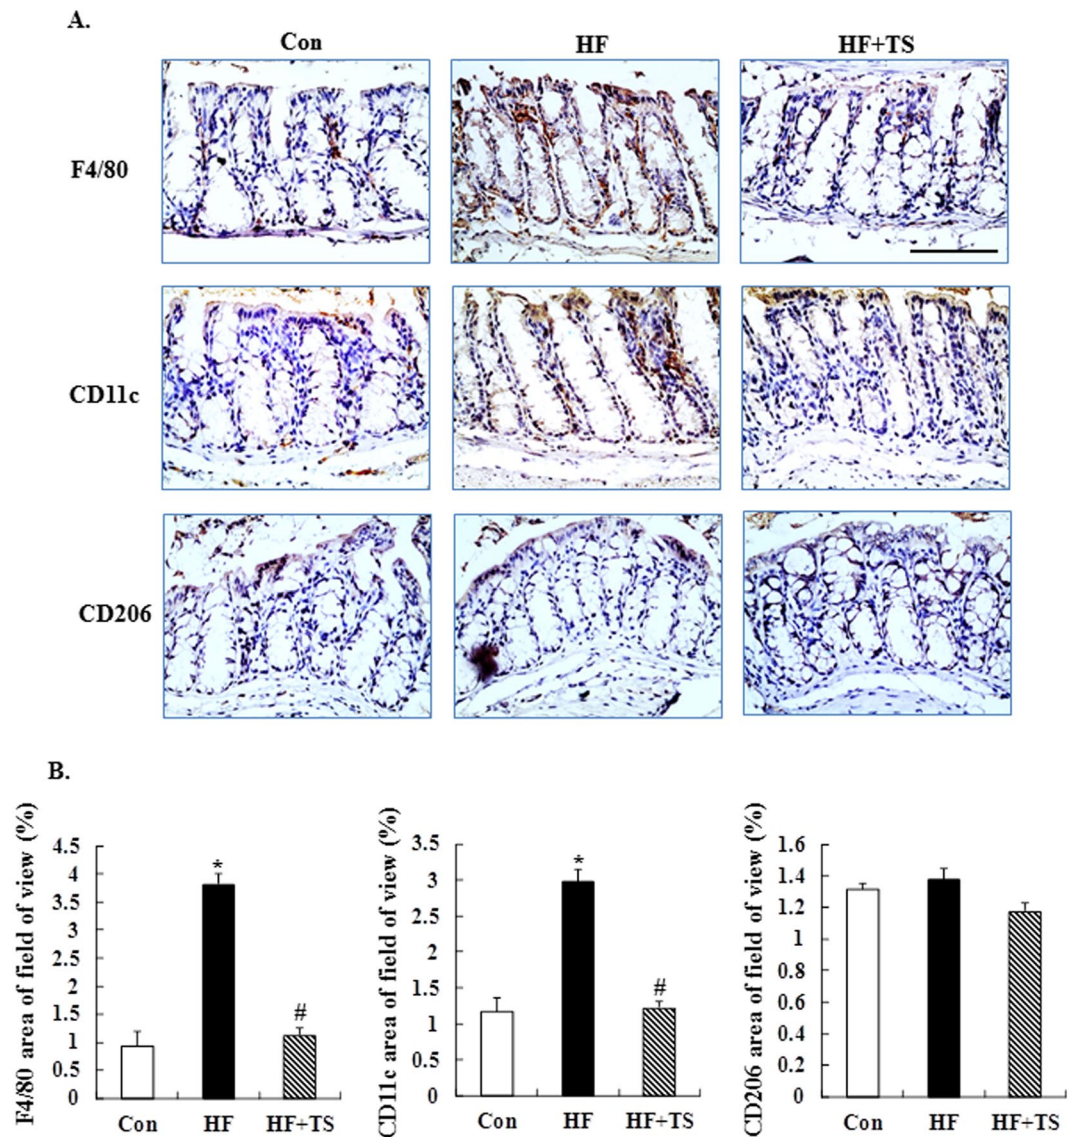 A.
Con HF HF+TS
F4/80
CD11c
CD206
B.
F4/80 area of field of view (%)
4.5
4
3.5
3
2.5
2
1.5
1
0.5
0
*
#
Con HF HF+TS
CD11c area of field of view (%)
3.5
3
2.5
2
1.5
1
0.5
0
*
#
Con HF HF+TS
CD206 area of field of view (%)
1.6
1.4
1.2
1
0.8
0.6
0.4
0.2
0
Con HF HF+TS